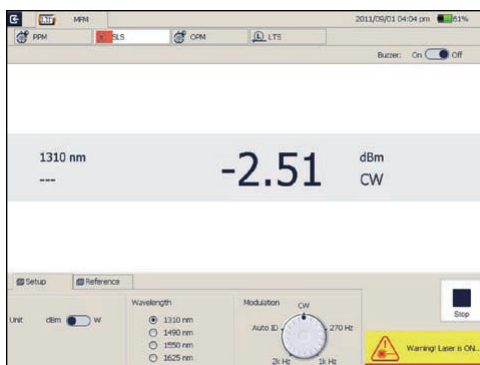 MFM 2011/09/01 04:04 pm 81%
PPM SLS OPM LTS
Buzzer: On Off
1310 nm -2.51 dBm
--- CW
Setup Reference
Unit dBm W
Wavelength
1310 nm
1490 nm
1550 nm
1625 nm
Modulation
CW
Auto ID 270 Hz
2k Hz 1k Hz
Stop
Warning! Laser is ON...